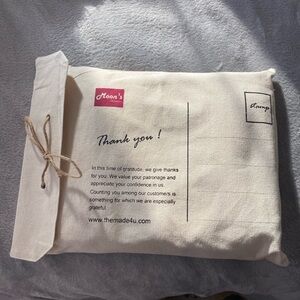 Moon's
stamp
Thank you !
In this time of gratitude, we give thanks
for you. We value your patronage and
appreciate your confidence in us.
Counting you among our customers is
something for which we are especially
grateful.
www.themade4u.com